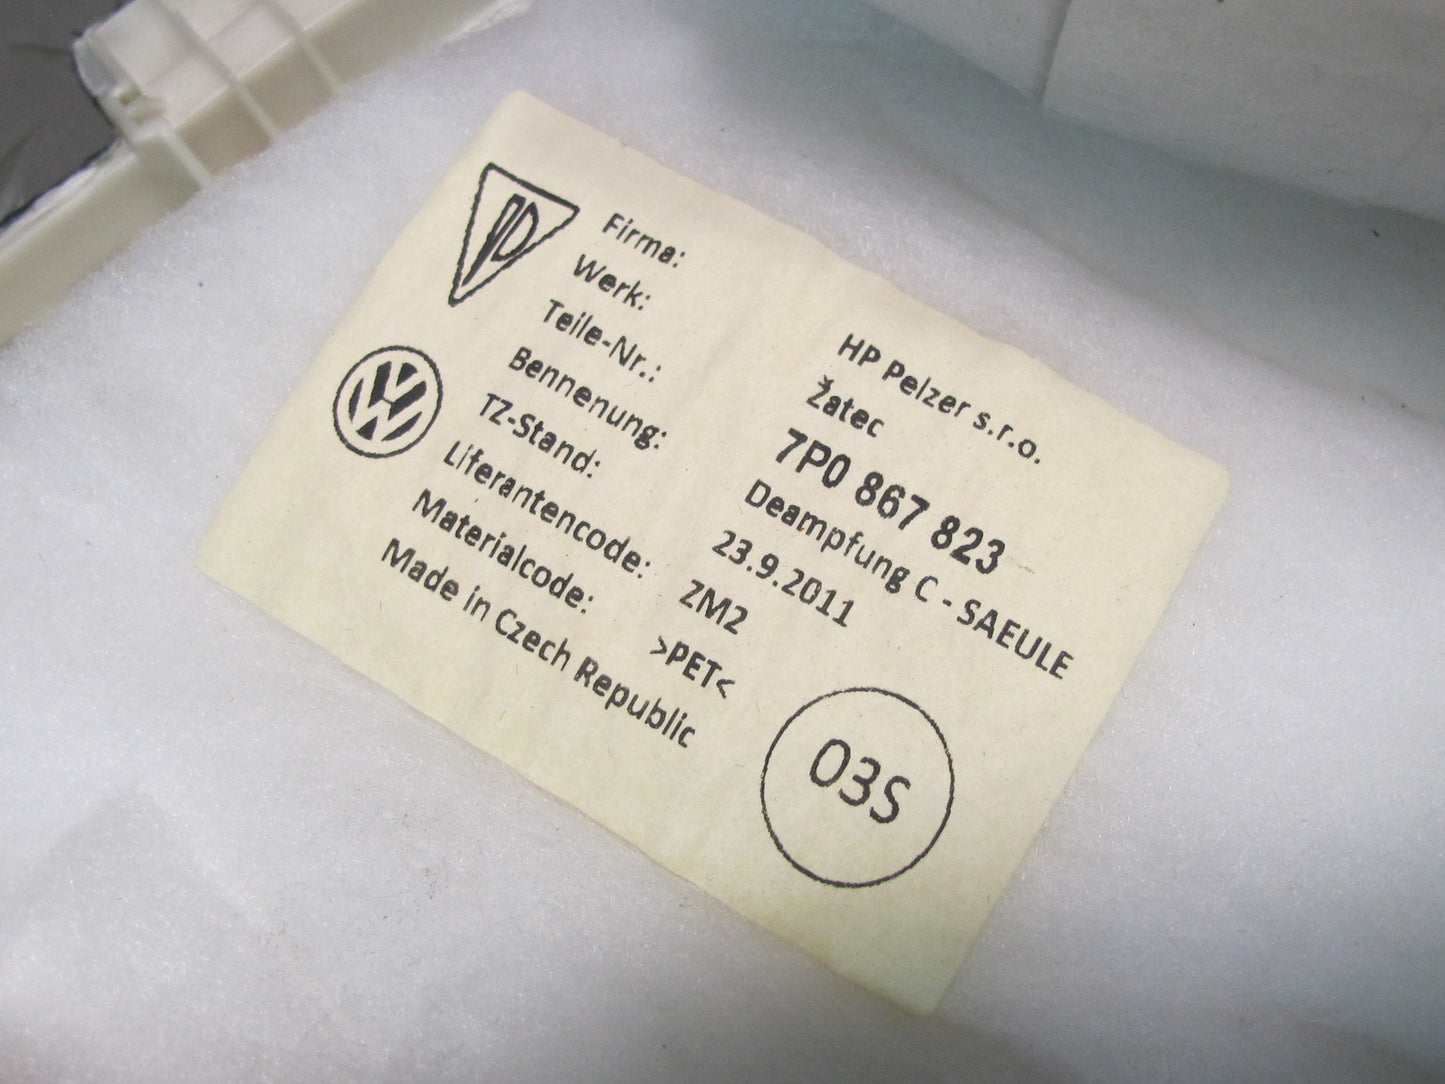 Firma: HP Pelzer s.r.o.
Werk: Žatec
Teile-Nr.: 7P0 867 823
Bennenung: Deampfung C - SAEULE
TZ-Stand: 23.9.2011
Liferantencode: ZM2
Materialcode: >PET<
Made in Czech Republic
03S
VW